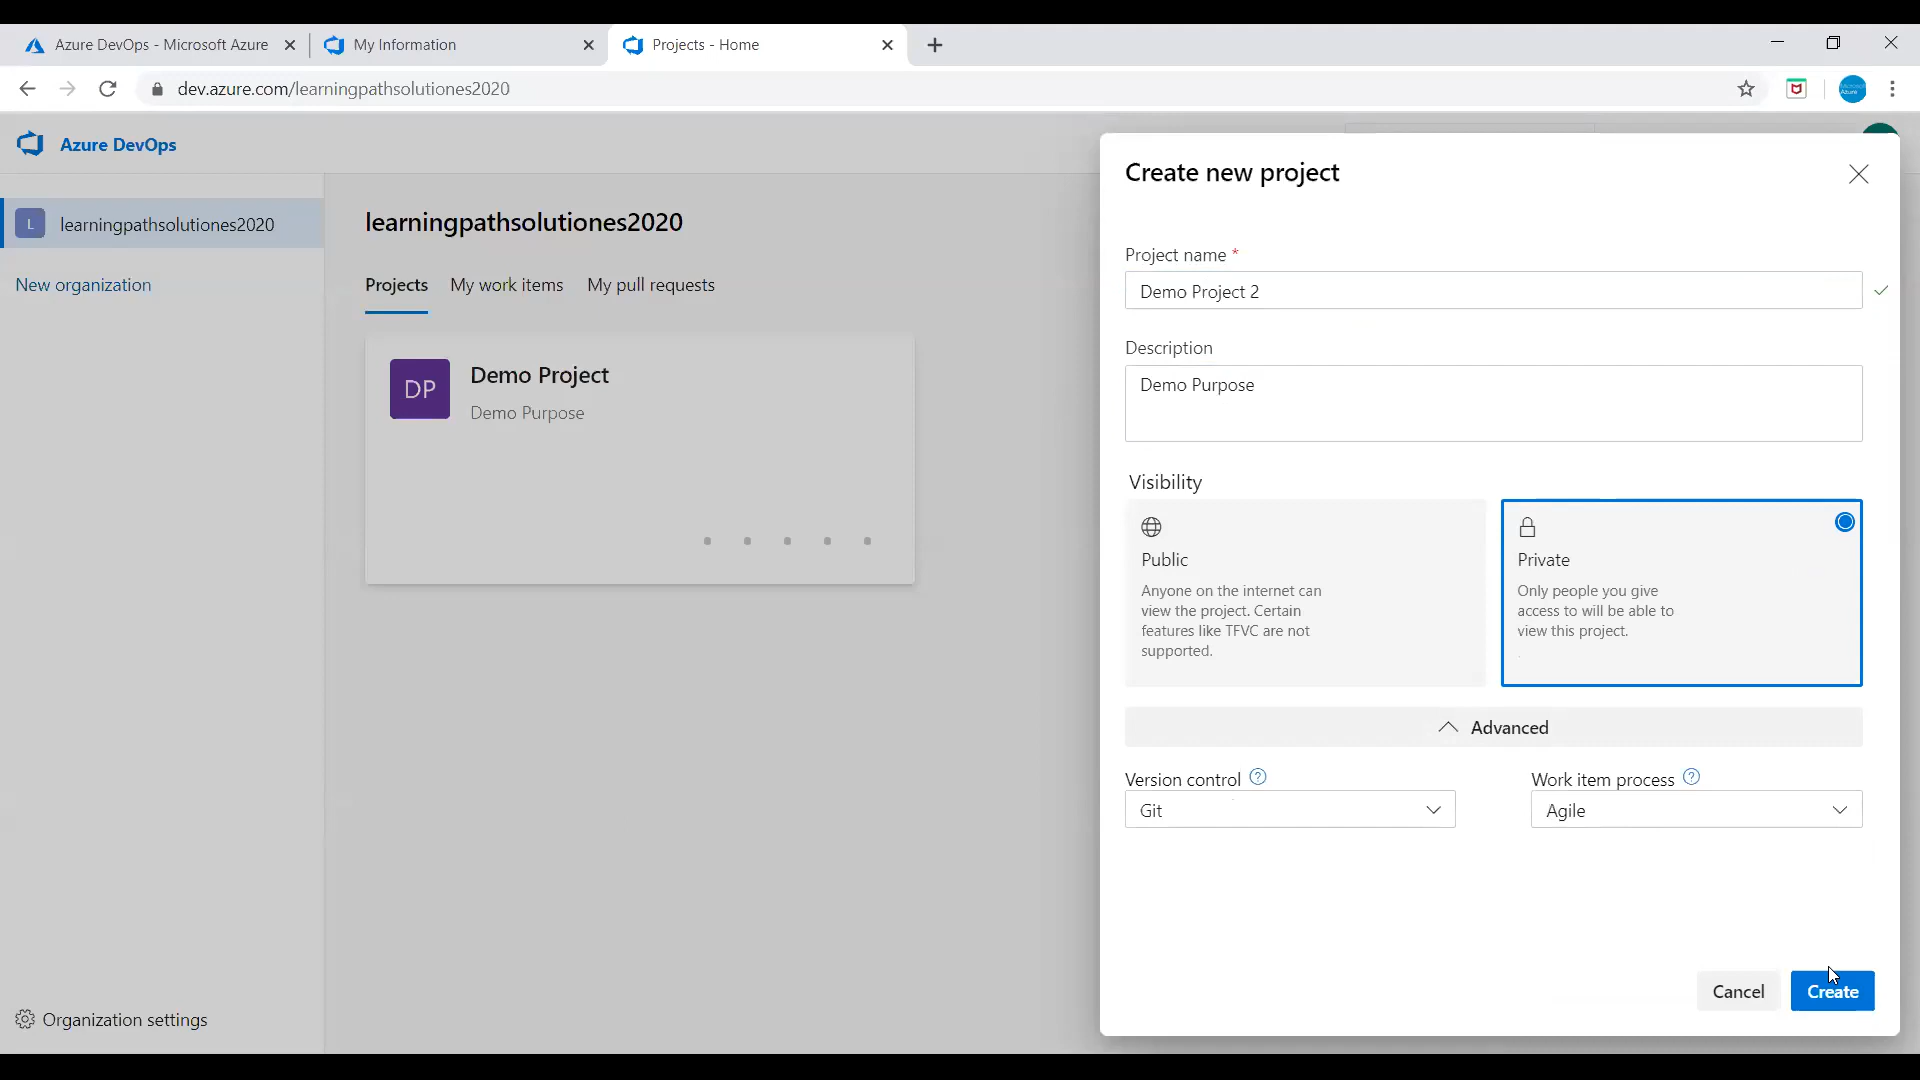 Azure DevOps - Microsoft Azure
My Information
Projects - Home
dev.azure.com/learningpathsolutiones2020
Azure DevOps
L
learningpathsolutiones2020
New organization
Organization settings
learningpathsolutiones2020
Projects
My work items
My pull requests
DP
Demo Project
Demo Purpose
Create new project
Project name *
Demo Project 2
Description
Demo Purpose
Visibility
Public
Anyone on the internet can
view the project. Certain
features like TFVC are not
supported.
Private
Only people you give
access to will be able to
view this project.
Advanced
Version control ?
Git
Work item process ?
Agile
Cancel
Create